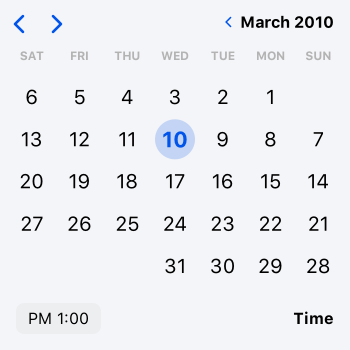 March 2010
SAT FRI THU WED TUE MON SUN
6 5 4 3 2 1
13 12 11 10 9 8 7
20 19 18 17 16 15 14
27 26 25 24 23 22 21
31 30 29 28
PM 1:00 Time